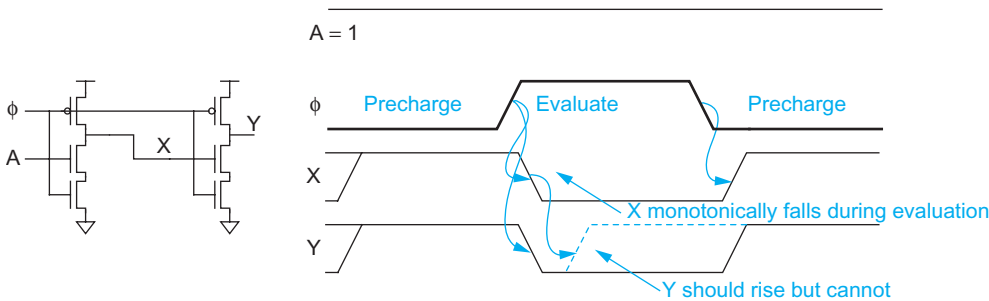 A = 1
ϕ
A
X
Y
ϕ
Precharge
Evaluate
Precharge
X
X monotonically falls during evaluation
Y
Y should rise but cannot